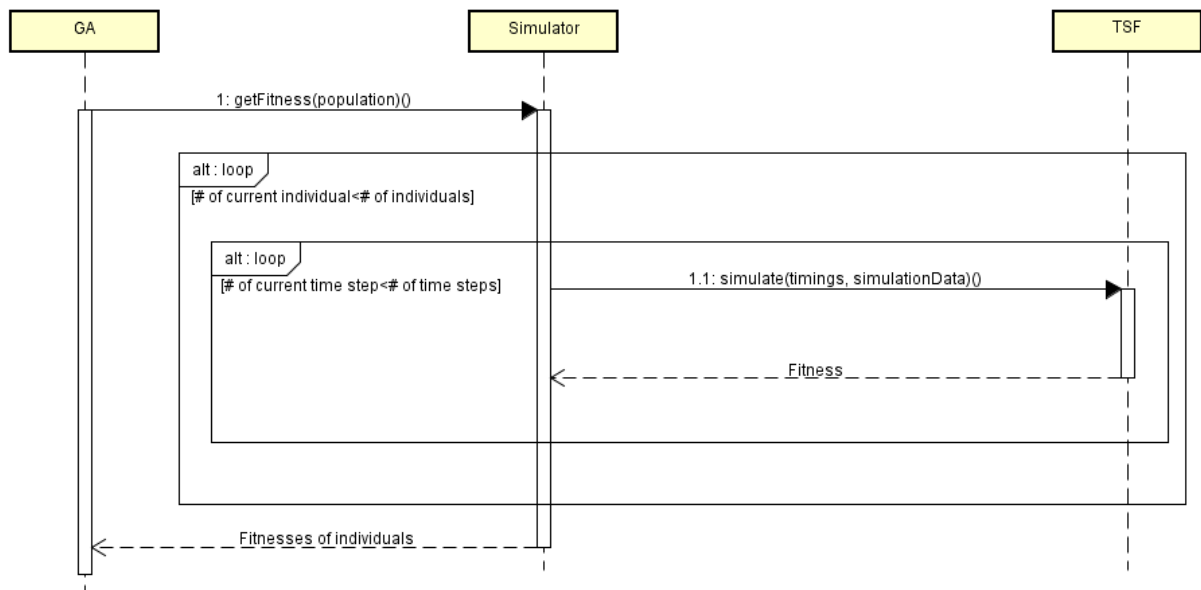 GA
Simulator
TSF
1: getFitness(population)()
alt : loop
[# of current individual<# of individuals]
alt : loop
[# of current time step<# of time steps]
1.1: simulate(timings, simulationData)()
Fitness
Fitnesses of individuals